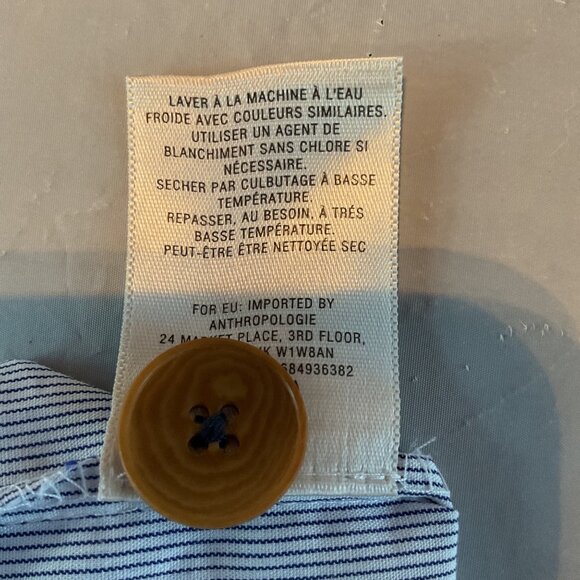 LAVER À LA MACHINE À L'EAU
FROIDE AVEC COULEURS SIMILAIRES.
UTILISER UN AGENT DE
BLANCHIMENT SANS CHLORE SI
NÉCESSAIRE.
SECHER PAR CULBUTAGE À BASSE
TEMPÉRATURE.
REPASSER, AU BESOIN, À TRÉS
BASSE TEMPÉRATURE.
PEUT-ÊTRE ÊTRE NETTOYÉE SEC
FOR EU: IMPORTED BY
ANTHROPOLOGIE
24 MARKET PLACE, 3RD FLOOR,
W1W8AN
684936382